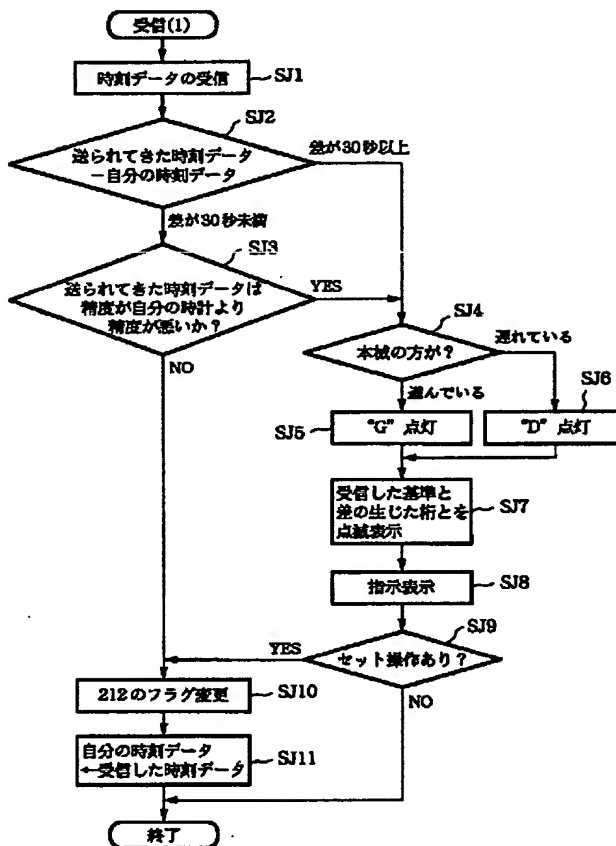 受信(1)
時刻データの受信
SJ1
SJ2
送られてきた時刻データ
−自分の時刻データ
差が30秒以上
差が30秒未満
SJ3
送られてきた時刻データは
精度が自分の時計より
精度が悪いか?
YES
NO
SJ4
本械の方が?
遅れている
進んでいる
SJ5
"G" 点灯
SJ6
"D" 点灯
受信した基準と
差の生じた桁とを
点滅表示
SJ7
指示表示
SJ8
SJ9
セット操作あり?
YES
NO
212のフラグ変更
SJ10
自分の時刻データ
←受信した時刻データ
SJ11
終了